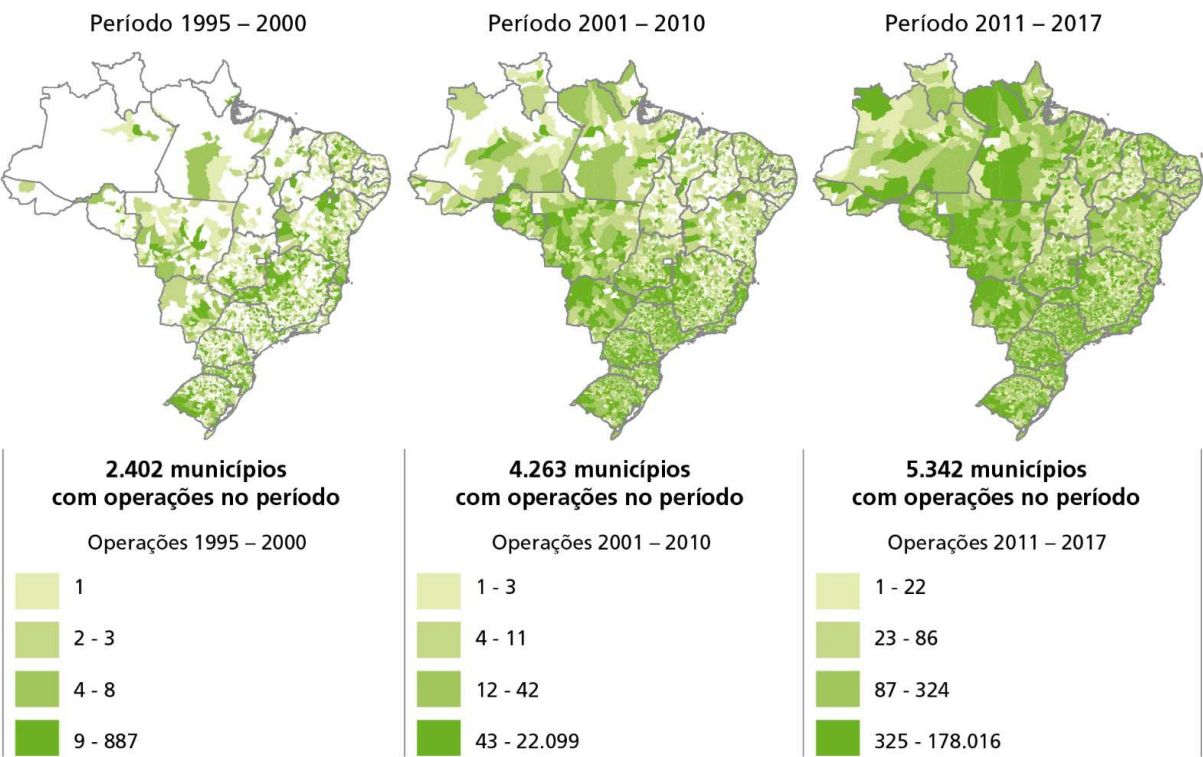 Período 1995 – 2000
Período 2001 – 2010
Período 2011 – 2017
2.402 municípios
com operações no período
Operações 1995 – 2000
1
2 - 3
4 - 8
9 - 887
4.263 municípios
com operações no período
Operações 2001 – 2010
1 - 3
4 - 11
12 - 42
43 - 22.099
5.342 municípios
com operações no período
Operações 2011 – 2017
1 - 22
23 - 86
87 - 324
325 - 178.016